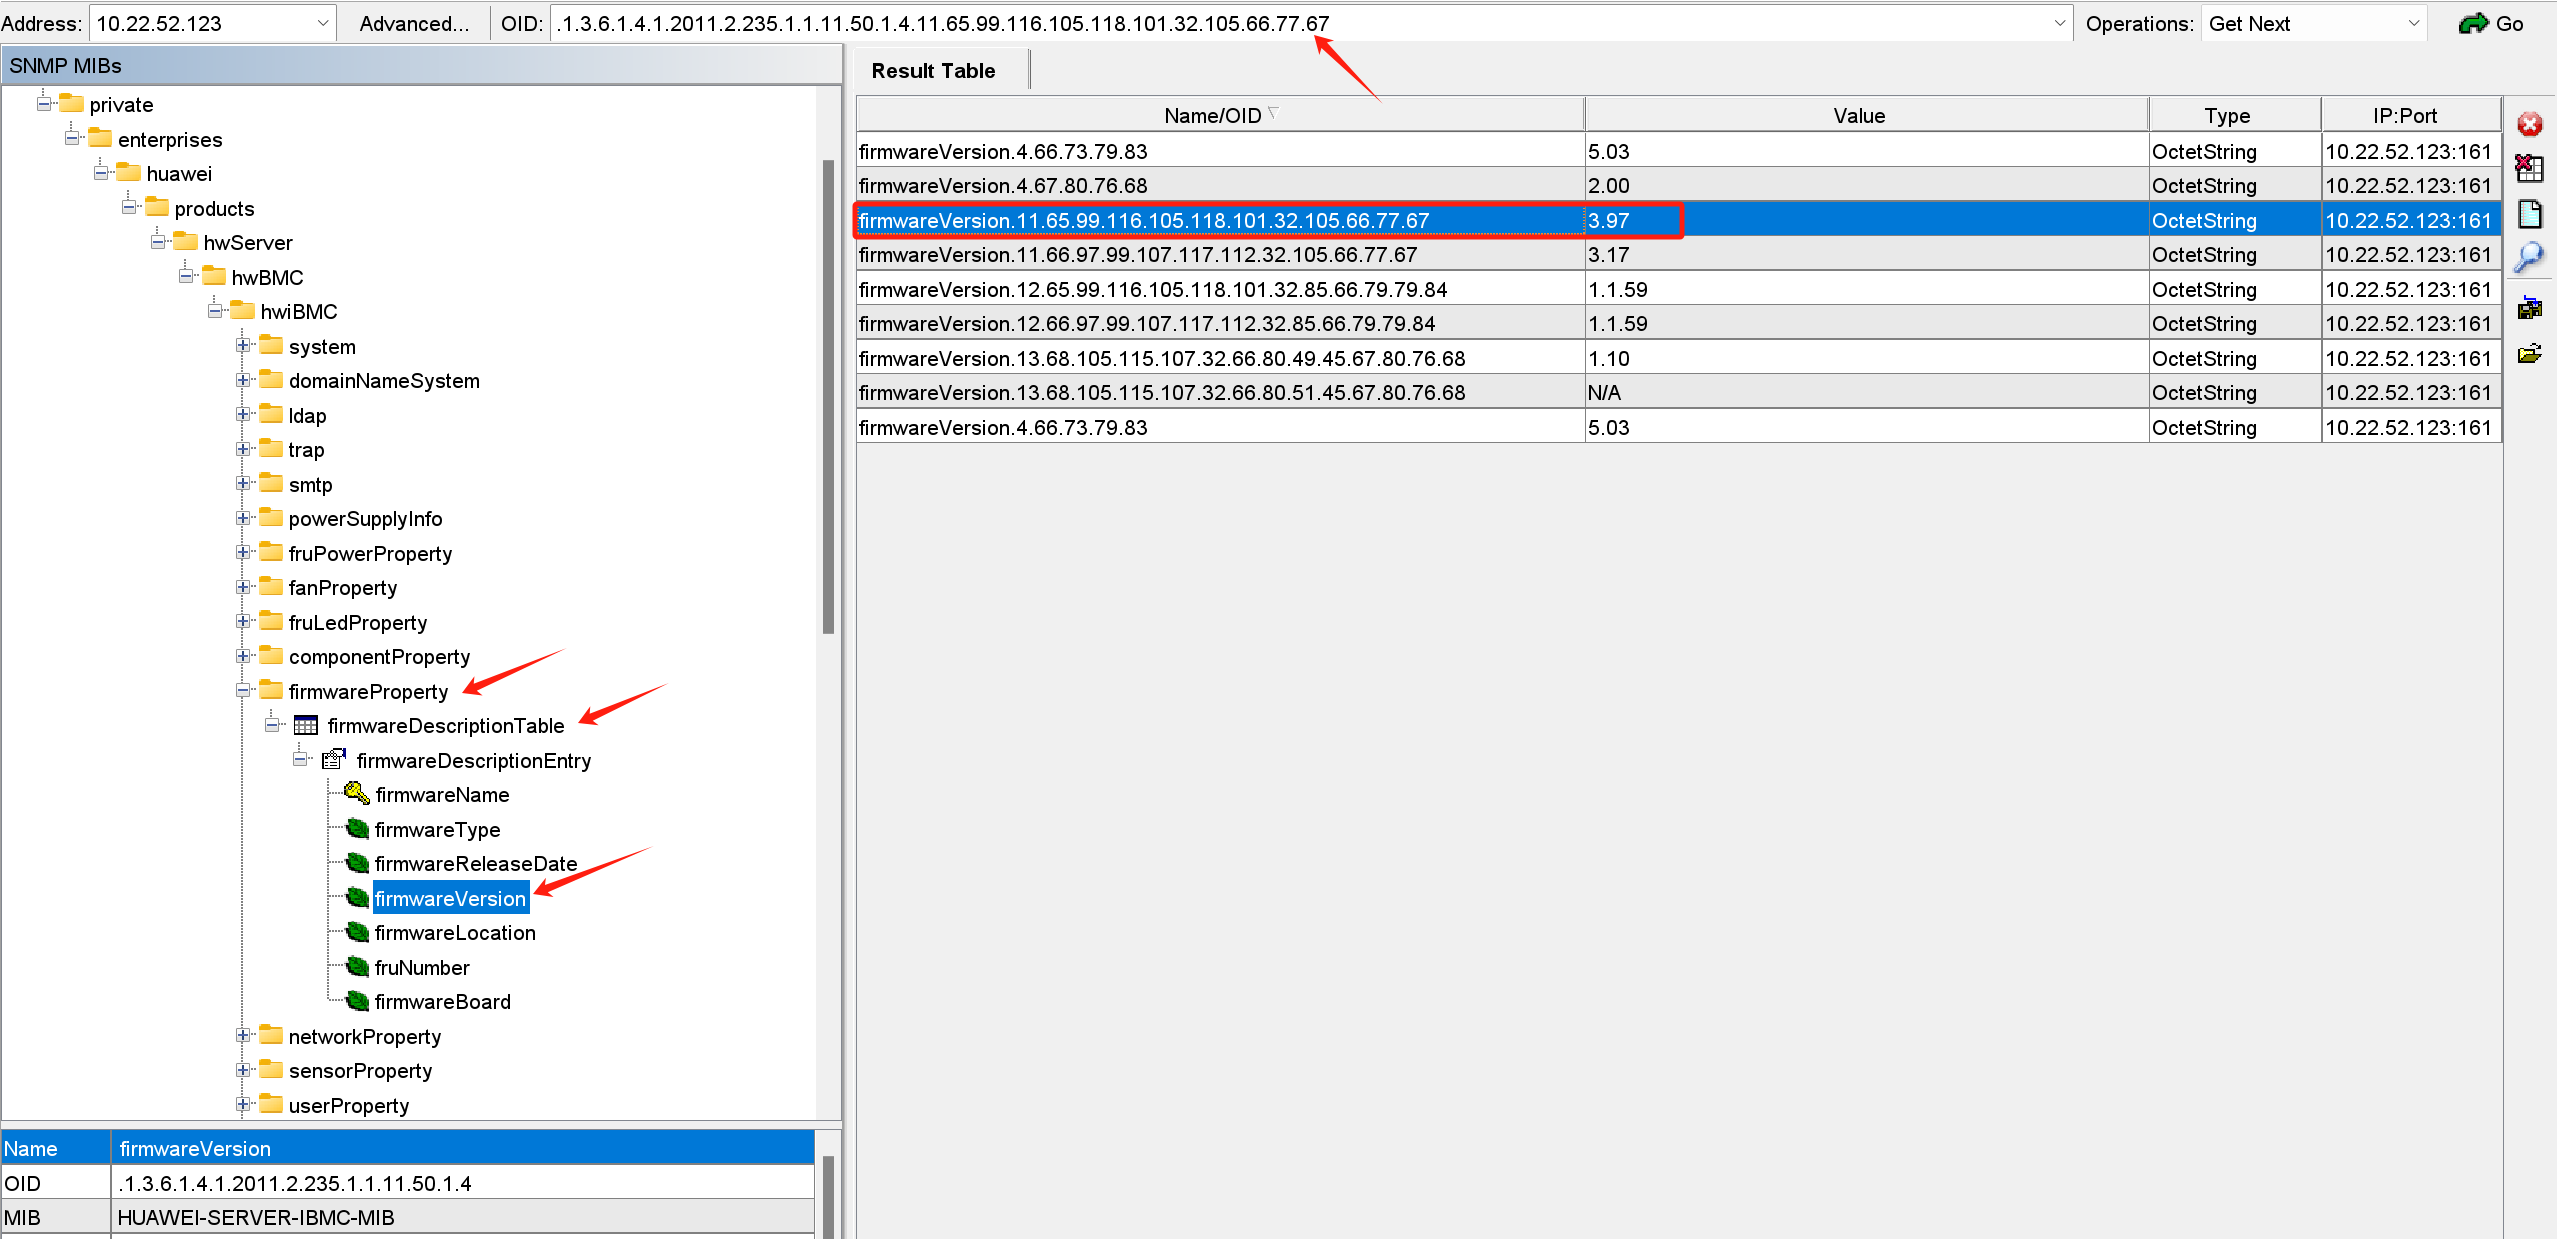 Address: 10.22.52.123 Advanced... OID: .1.3.6.1.4.1.2011.2.235.1.1.11.50.1.4.11.65.99.116.105.118.101.32.105.66.77.67 Operations: Get Next Go
SNMP MIBs
private
enterprises
huawei
products
hwServer
hwBMC
hwiBMC
system
domainNameSystem
ldap
trap
smtp
powerSupplyInfo
fruPowerProperty
fanProperty
fruLedProperty
componentProperty
firmwareProperty
firmwareDescriptionTable
firmwareDescriptionEntry
firmwareName
firmwareType
firmwareReleaseDate
firmwareVersion
firmwareLocation
fruNumber
firmwareBoard
networkProperty
sensorProperty
userProperty
Name firmwareVersion
OID .1.3.6.1.4.1.2011.2.235.1.1.11.50.1.4
MIB HUAWEI-SERVER-IBMC-MIB
Result Table
Name/OID Value Type IP:Port
firmwareVersion.4.66.73.79.83 5.03 OctetString 10.22.52.123:161
firmwareVersion.4.67.80.76.68 2.00 OctetString 10.22.52.123:161
firmwareVersion.11.65.99.116.105.118.101.32.105.66.77.67 3.97 OctetString 10.22.52.123:161
firmwareVersion.11.66.97.99.107.117.112.32.105.66.77.67 3.17 OctetString 10.22.52.123:161
firmwareVersion.12.65.99.116.105.118.101.32.85.66.79.79.84 1.1.59 OctetString 10.22.52.123:161
firmwareVersion.12.66.97.99.107.117.112.32.85.66.79.79.84 1.1.59 OctetString 10.22.52.123:161
firmwareVersion.13.68.105.115.107.32.66.80.49.45.67.80.76.68 1.10 OctetString 10.22.52.123:161
firmwareVersion.13.68.105.115.107.32.66.80.51.45.67.80.76.68 N/A OctetString 10.22.52.123:161
firmwareVersion.4.66.73.79.83 5.03 OctetString 10.22.52.123:161